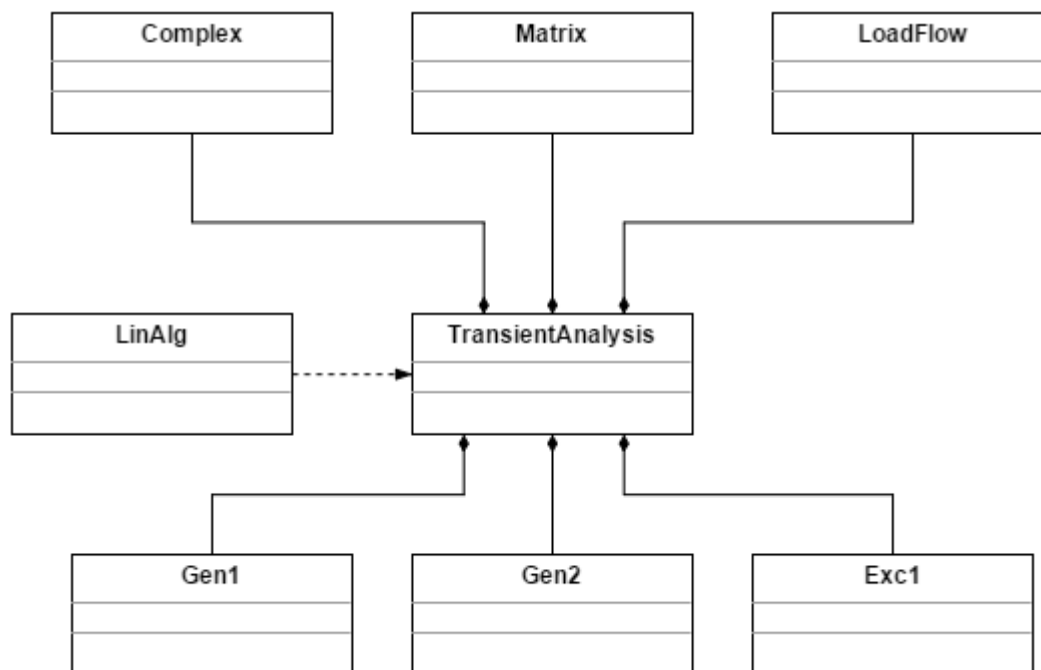 Complex
Matrix
LoadFlow
LinAlg
TransientAnalysis
Gen1
Gen2
Exc1